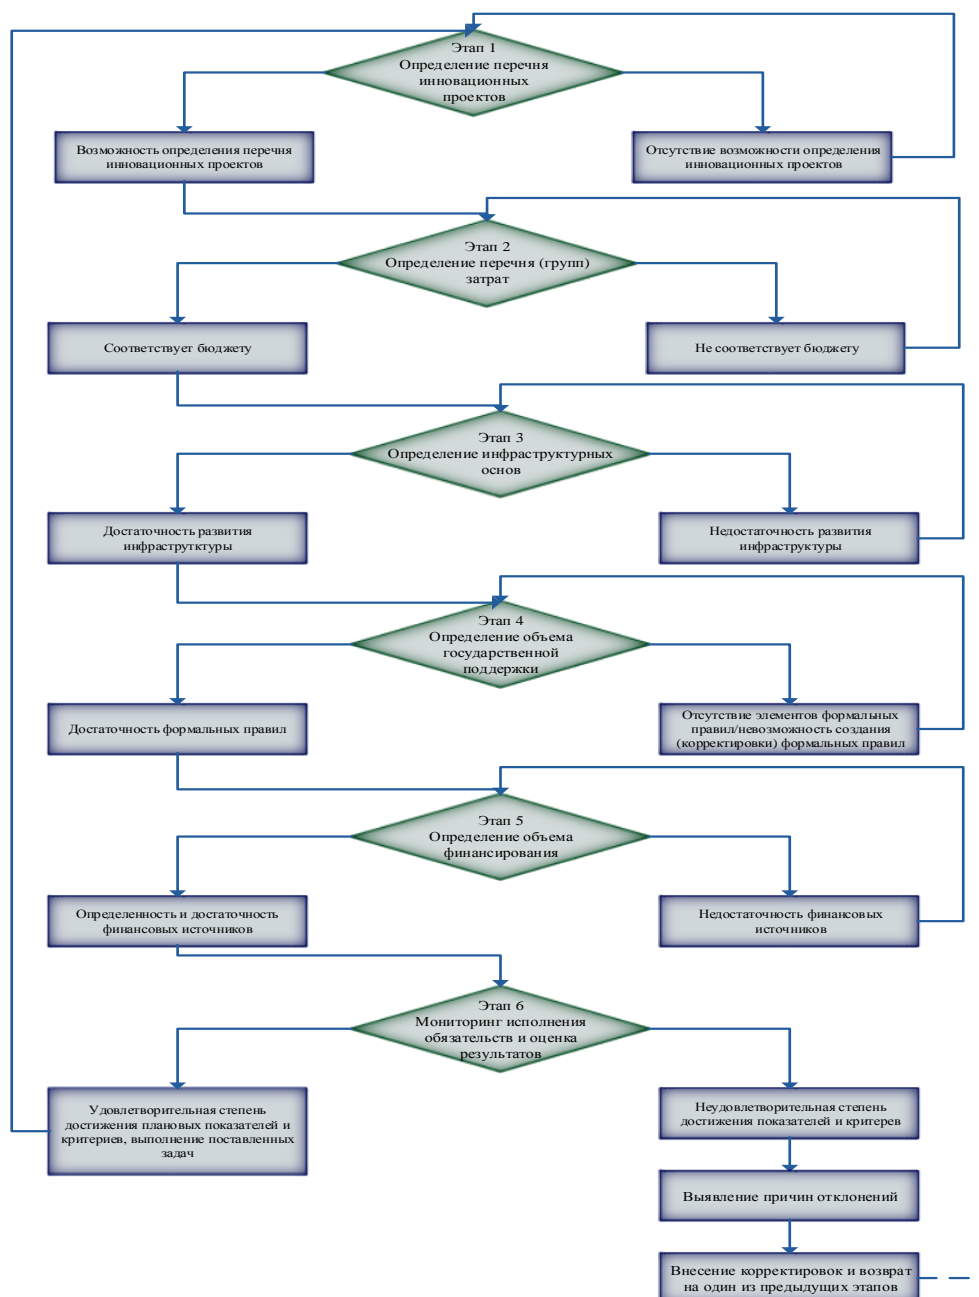 Этап 1
Определение перечня
инновационных
проектов
Возможность определения перечня
инновационных проектов
Отсутствие возможности определения
инновационных проектов
Этап 2
Определение перечня (групп)
затрат
Соответствует бюджету
Не соответствует бюджету
Этап 3
Определение инфраструктурных
основ
Достаточность развития
инфраструтктуры
Недостаточность развития
инфраструктуры
Этап 4
Определение объема
государственной
поддержки
Достаточность формальных правил
Отсутствие элементов формальных
правил/невозможность создания
(корректировки) формальных правил
Этап 5
Определение объема
финансирования
Определенность и достаточность
финансовых источников
Недостаточность финансовых
источников
Этап 6
Мониторинг исполнения
обязательств и оценка
результатов
Удовлетворительная степень
достижения плановых показателей и
критериев, выполнение поставленных
задач
Неудовлетворительная степень
достижения показателей и критерев
Выявление причин отклонений
Внесение корректировок и возврат
на один из предыдущих этапов